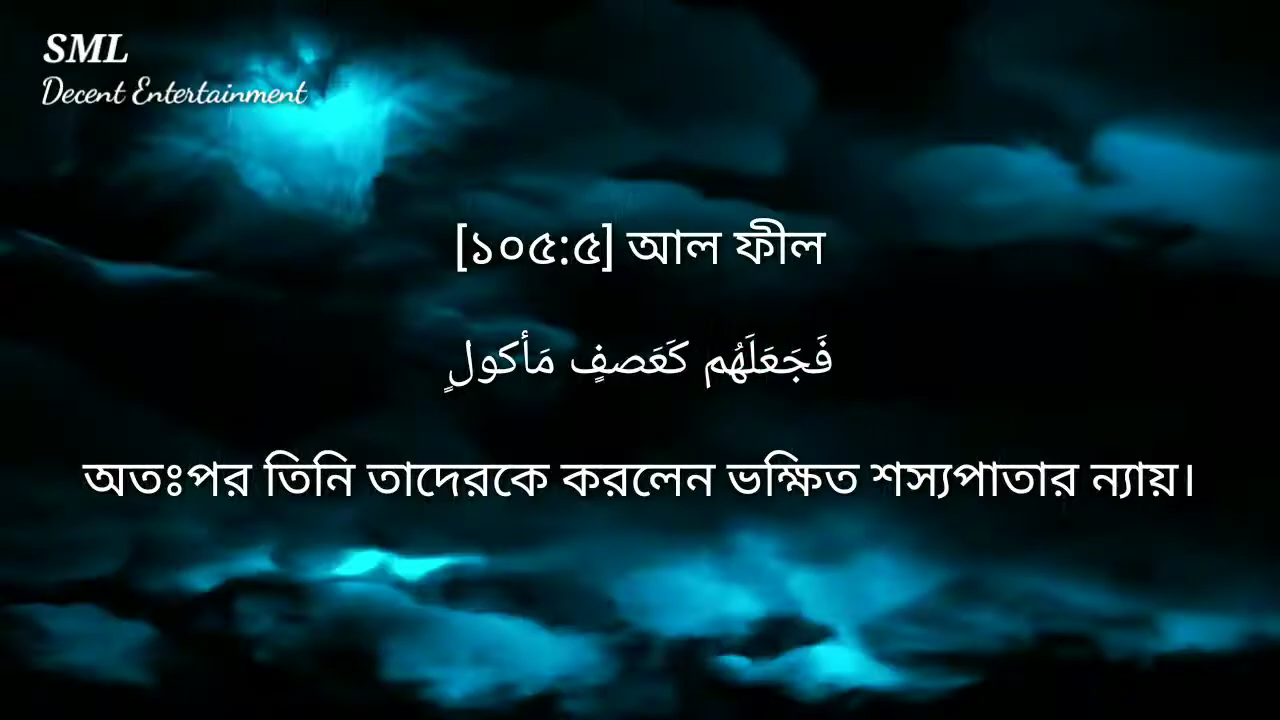 SML
Decent Entertainment
[১০৫:৫] আল ফীল
فَجَعَلَهُم كَعَصفٍ مَأكولٍ
অতঃপর তিনি তাদেরকে করলেন ভক্ষিত শস্যপাতার ন্যায়।